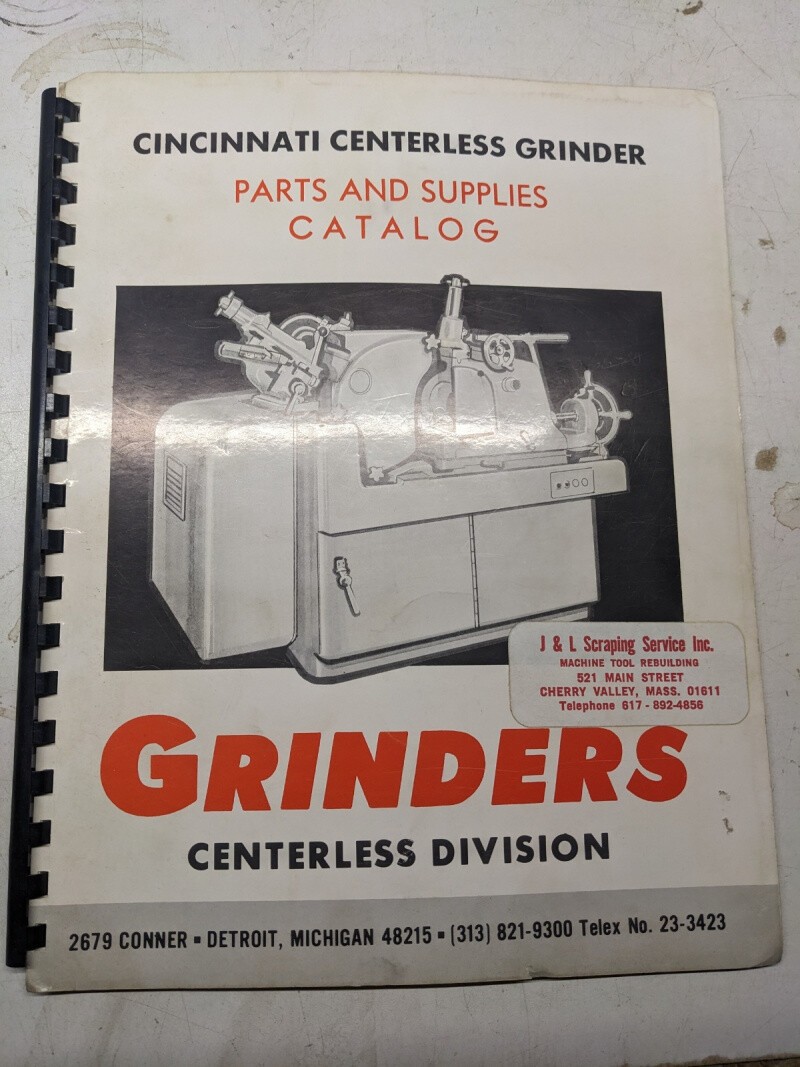 CINCINNATI CENTERLESS GRINDER
PARTS AND SUPPLIES
CATALOG
J & L Scraping Service Inc.
MACHINE TOOL REBUILDING
521 MAIN STREET
CHERRY VALLEY, MASS. 01611
Telephone 617 - 892-4856
GRINDERS
CENTERLESS DIVISION
2679 CONNER ▪ DETROIT, MICHIGAN 48215 ▪ (313) 821-9300 Telex No. 23-3423